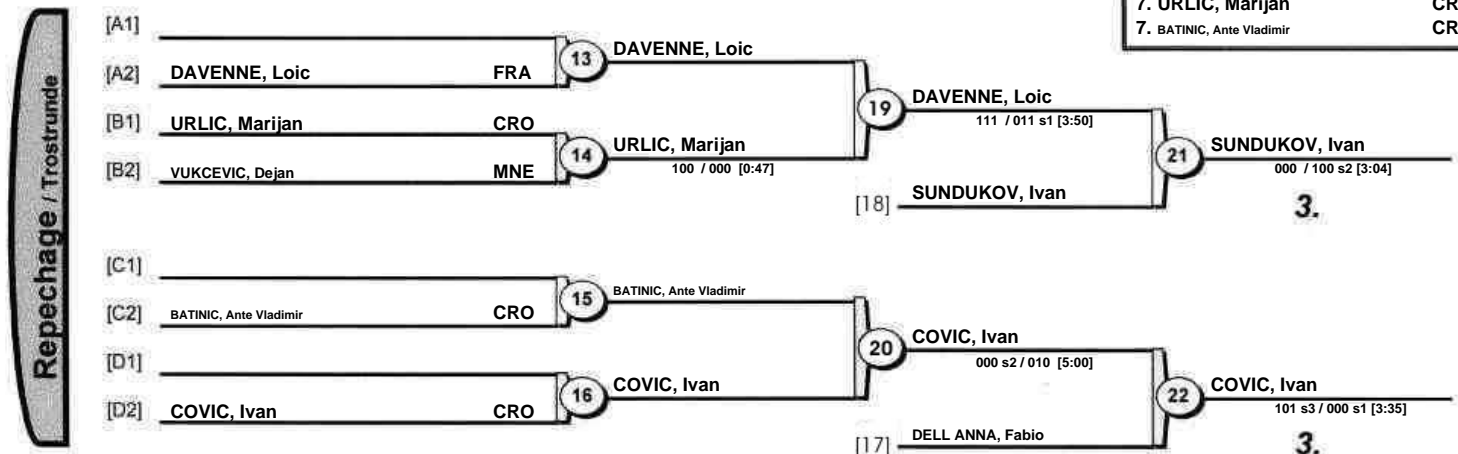 7. URLIC, Marijan CR
7. BATINIC, Ante Vladimir CR
Repechage / Trostrunde
[A1]
[A2] DAVENNE, Loic FRA
13 DAVENNE, Loic
[B1] URLIC, Marijan CRO
[B2] VUKCEVIC, Dejan MNE
14 URLIC, Marijan
100 / 000 [0:47]
19 DAVENNE, Loic
111 / 011 s1 [3:50]
[18] SUNDUKOV, Ivan
21 SUNDUKOV, Ivan
000 / 100 s2 [3:04]
3.
[C1]
[C2] BATINIC, Ante Vladimir CRO
15 BATINIC, Ante Vladimir
[D1]
[D2] COVIC, Ivan CRO
16 COVIC, Ivan
20 COVIC, Ivan
000 s2 / 010 [5:00]
[17] DELL ANNA, Fabio
22 COVIC, Ivan
101 s3 / 000 s1 [3:35]
3.